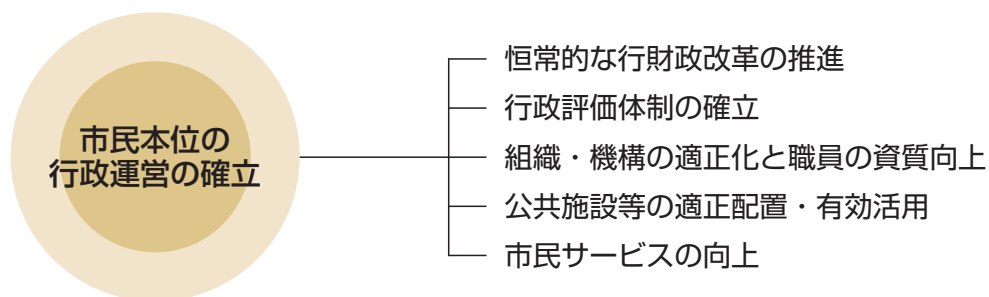 市民本位の
行政運営の確立
恒常的な行財政改革の推進
行政評価体制の確立
組織・機構の適正化と職員の資質向上
公共施設等の適正配置・有効活用
市民サービスの向上